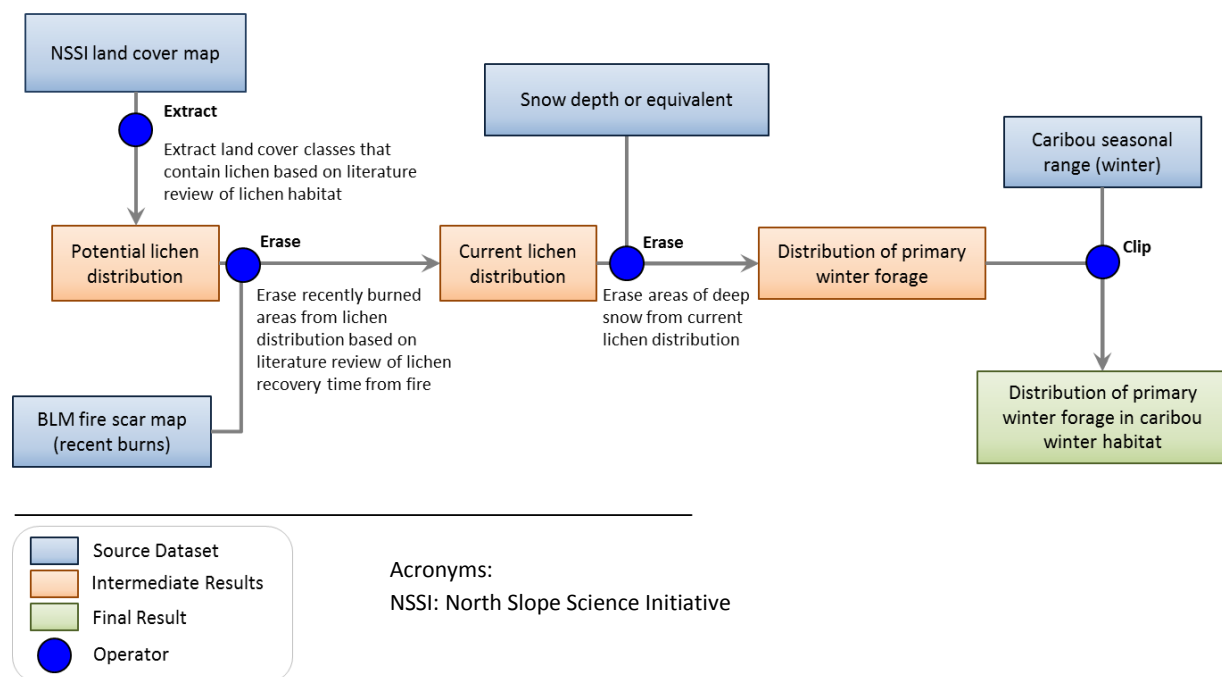 NSSI land cover map
Extract
Extract land cover classes that
contain lichen based on literature
review of lichen habitat
Snow depth or equivalent
Caribou seasonal
range (winter)
Potential lichen
distribution
Erase
Erase recently burned
areas from lichen
distribution based on
literature review of lichen
recovery time from fire
Current lichen
distribution
Erase
Erase areas of deep
snow from current
lichen distribution
Distribution of primary
winter forage
Clip
BLM fire scar map
(recent burns)
Distribution of primary
winter forage in caribou
winter habitat
Source Dataset
Intermediate Results
Final Result
Operator
Acronyms:
NSSI: North Slope Science Initiative